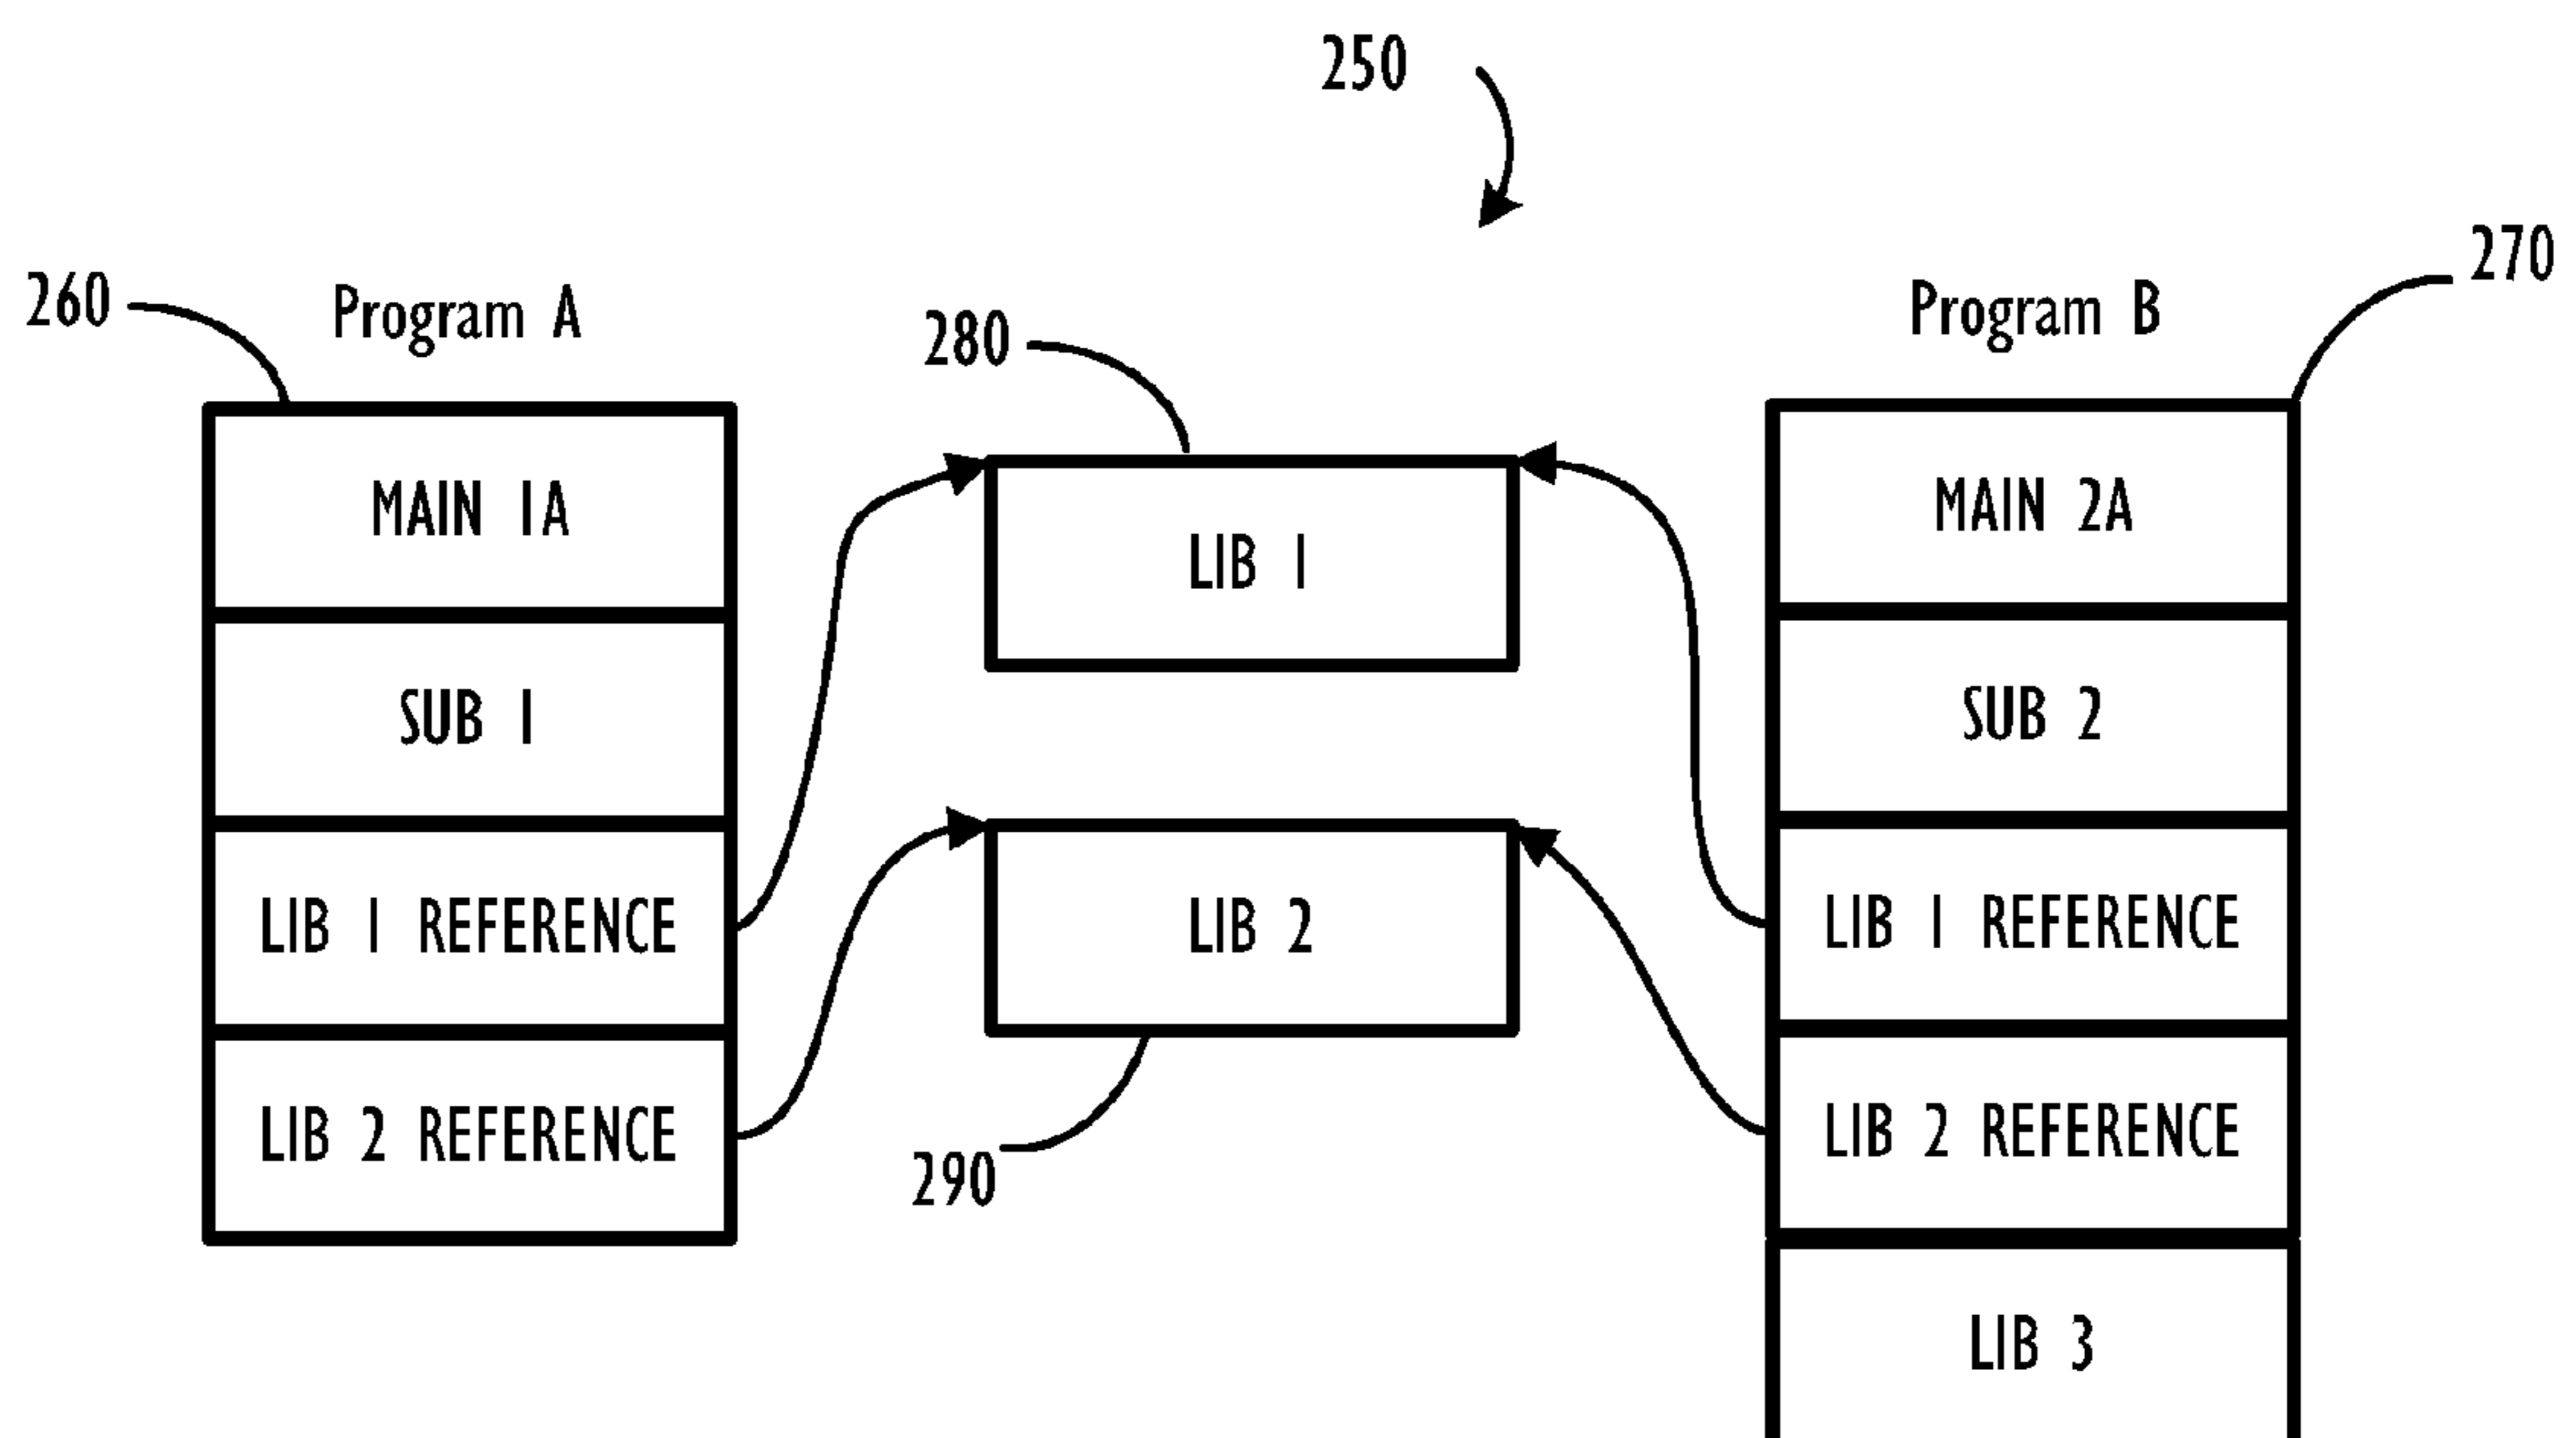 250
260
Program A
280
Program B
270
MAIN 1A
SUB 1
LIB 1 REFERENCE
LIB 2 REFERENCE
LIB 1
LIB 2
290
MAIN 2A
SUB 2
LIB 1 REFERENCE
LIB 2 REFERENCE
LIB 3